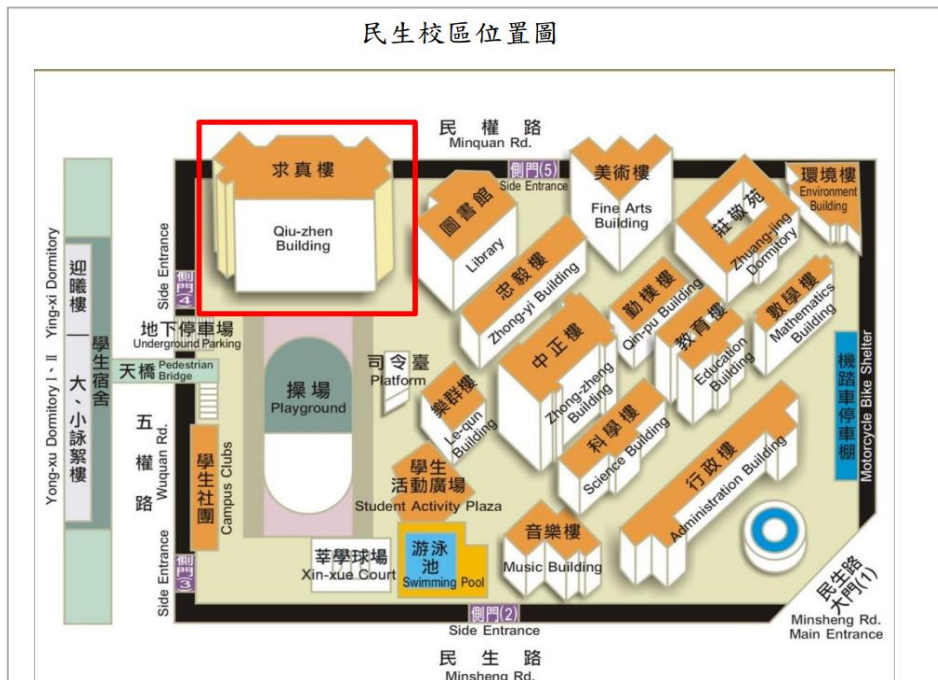 民生校區位置圖
民權路
Minquan Rd.
求真樓
Qiu-zhen
Building
側門(5)
Side Entrance
圖書館
Library
美術樓
Fine Arts
Building
莊敬苑
Zhuang-jing
Dormitory
環境樓
Environment
Building
忠毅樓
Zhong-yi Building
勤樸樓
Qin-pu Building
數學樓
Mathematics
Building
教育樓
Education
Building
中正樓
Zhong-zheng
Building
Side Entrance
側門(4)
迎曦樓
大、小詠絮樓
Ying-xi Dormitory
Yong-xu Domitory I、II
學生宿舍
地下停車場
Underground Parking
天橋
Pedestrian
Bridge
操場
Playground
司令臺
Platform
樂群樓
Le-qun
Building
科學樓
Science Building
機踏車停車棚
Motorcycle Bike Shelter
五權路
Wuquan Rd.
學生社團
Campus Clubs
學生
活動廣場
Student Activity Plaza
行政樓
Administration Building
音樂樓
Music Building
莘學球場
Xin-xue Court
游泳
池
Swimming Pool
Side Entrance
側門(3)
側門(2)
Side Entrance
民生路
大門(1)
Minsheng Rd.
Main Entrance
民生路
Minsheng Rd.